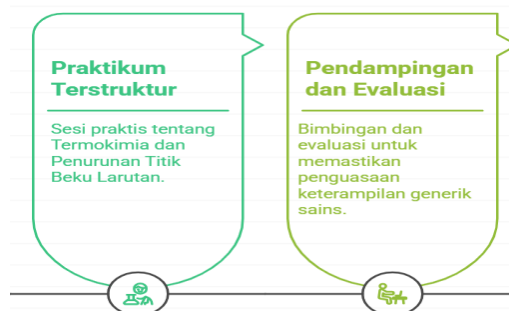 Praktikum
Terstruktur
Sesi praktis tentang
Termokimia dan
Penurunan Titik
Beku Larutan.
Pendampingan
dan Evaluasi
Bimbingan dan
evaluasi untuk
memastikan
penguasaan
keterampilan generik
sains.